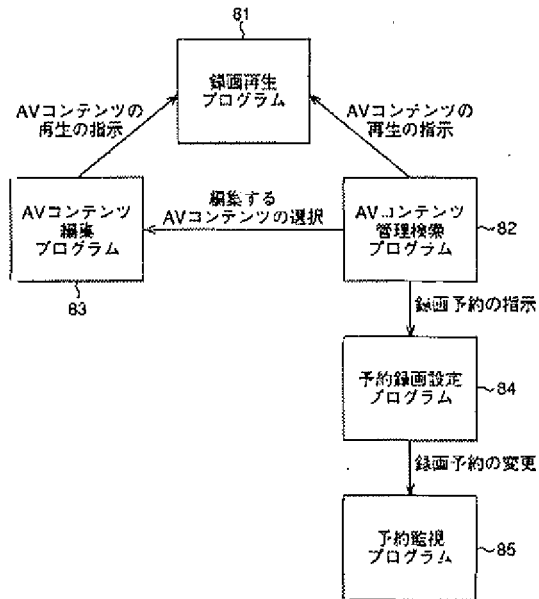 81
録画再生
プログラム
AVコンテンツの
再生の指示
AVコンテンツの
再生の指示
AVコンテンツ
編集
プログラム
83
編集する
AVコンテンツの選択
AVコンテンツ
管理検索
プログラム
82
録画予約の指示
予約録画設定
プログラム
84
録画予約の変更
予約監視
プログラム
85